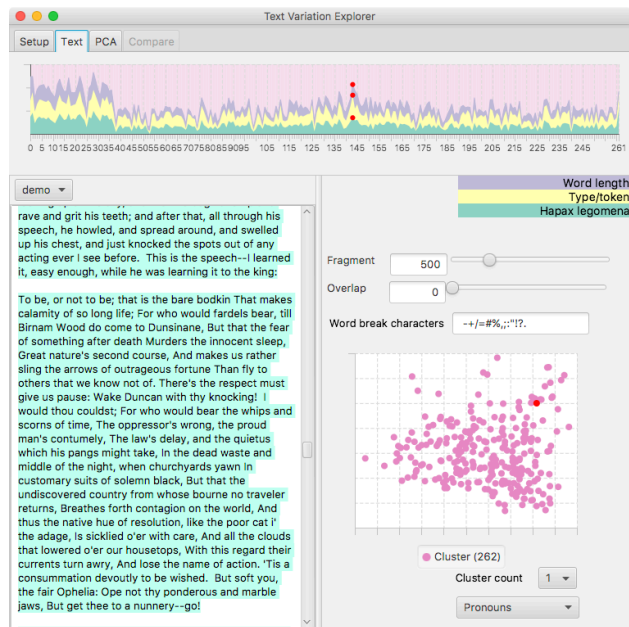 Text Variation Explorer
Setup Text PCA Compare
0 5 10 15 20 25 30 35 40 45 50 55 60 65 70 75 80 85 90 95 105 115 125 135 145 155 165 175 185 195 205 215 225 235 245 261
demo
Word length
Type/token
Hapax legomena
rave and grit his teeth; and after that, all through his
speech, he howled, and spread around, and swelled
up his chest, and just knocked the spots out of any
acting ever I see before. This is the speech--I learned
it, easy enough, while he was learning it to the king:
To be, or not to be; that is the bare bodkin That makes
calamity of so long life; For who would fardels bear, till
Birnam Wood do come to Dunsinane, But that the fear
of something after death Murders the innocent sleep,
Great nature's second course, And makes us rather
sling the arrows of outrageous fortune Than fly to
others that we know not of. There's the respect must
give us pause: Wake Duncan with thy knocking! I
would thou couldst; For who would bear the whips and
scorns of time, The oppressor's wrong, the proud
man's contumely, The law's delay, and the quietus
which his pangs might take, In the dead waste and
middle of the night, when churchyards yawn In
customary suits of solemn black, But that the
undiscovered country from whose bourne no traveler
returns, Breathes forth contagion on the world, And
thus the native hue of resolution, like the poor cat i'
the adage, Is sicklied o'er with care, And all the clouds
that lowered o'er our housetops, With this regard their
currents turn awry, And lose the name of action. 'Tis a
consummation devoutly to be wished. But soft you,
the fair Ophelia: Ope not thy ponderous and marble
jaws, But get thee to a nunnery--go!
Fragment 500
Overlap 0
Word break characters -+/=#%,;:"!?.
Cluster (262)
Cluster count 1
Pronouns